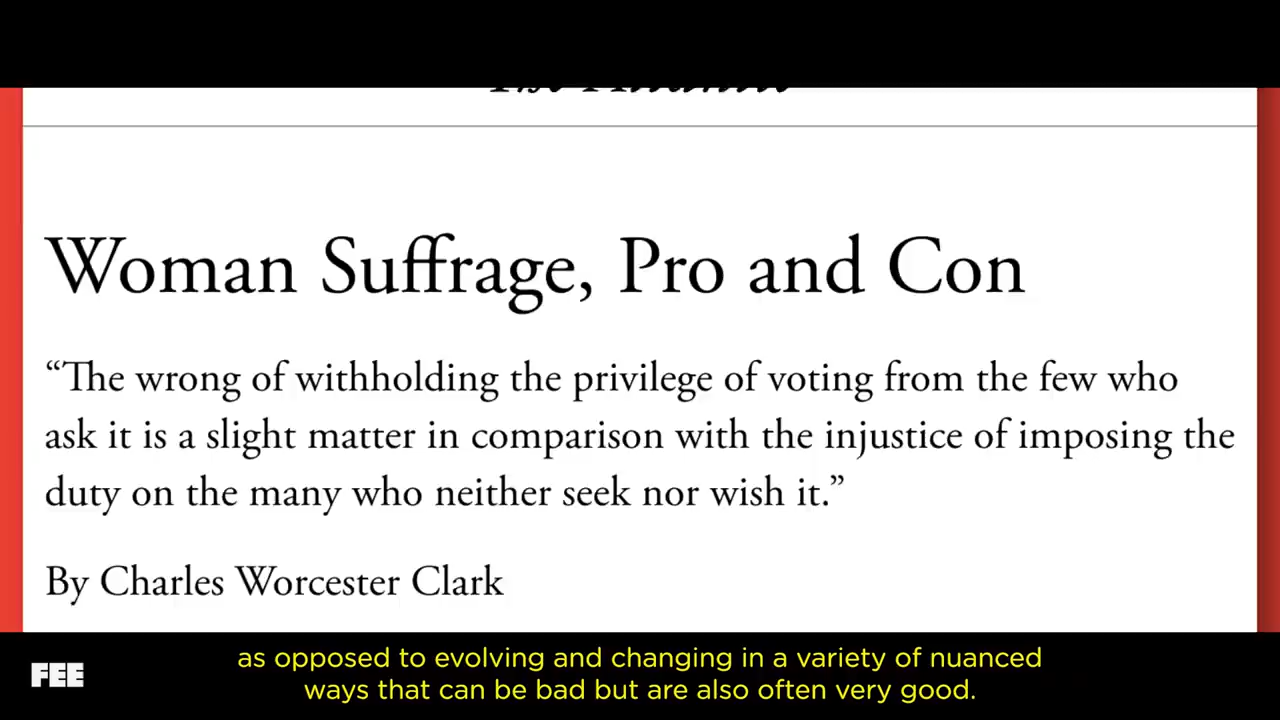 Woman Suffrage, Pro and Con
“The wrong of withholding the privilege of voting from the few who
ask it is a slight matter in comparison with the injustice of imposing the
duty on the many who neither seek nor wish it.”
By Charles Worcester Clark
as opposed to evolving and changing in a variety of nuanced
ways that can be bad but are also often very good.
FEE